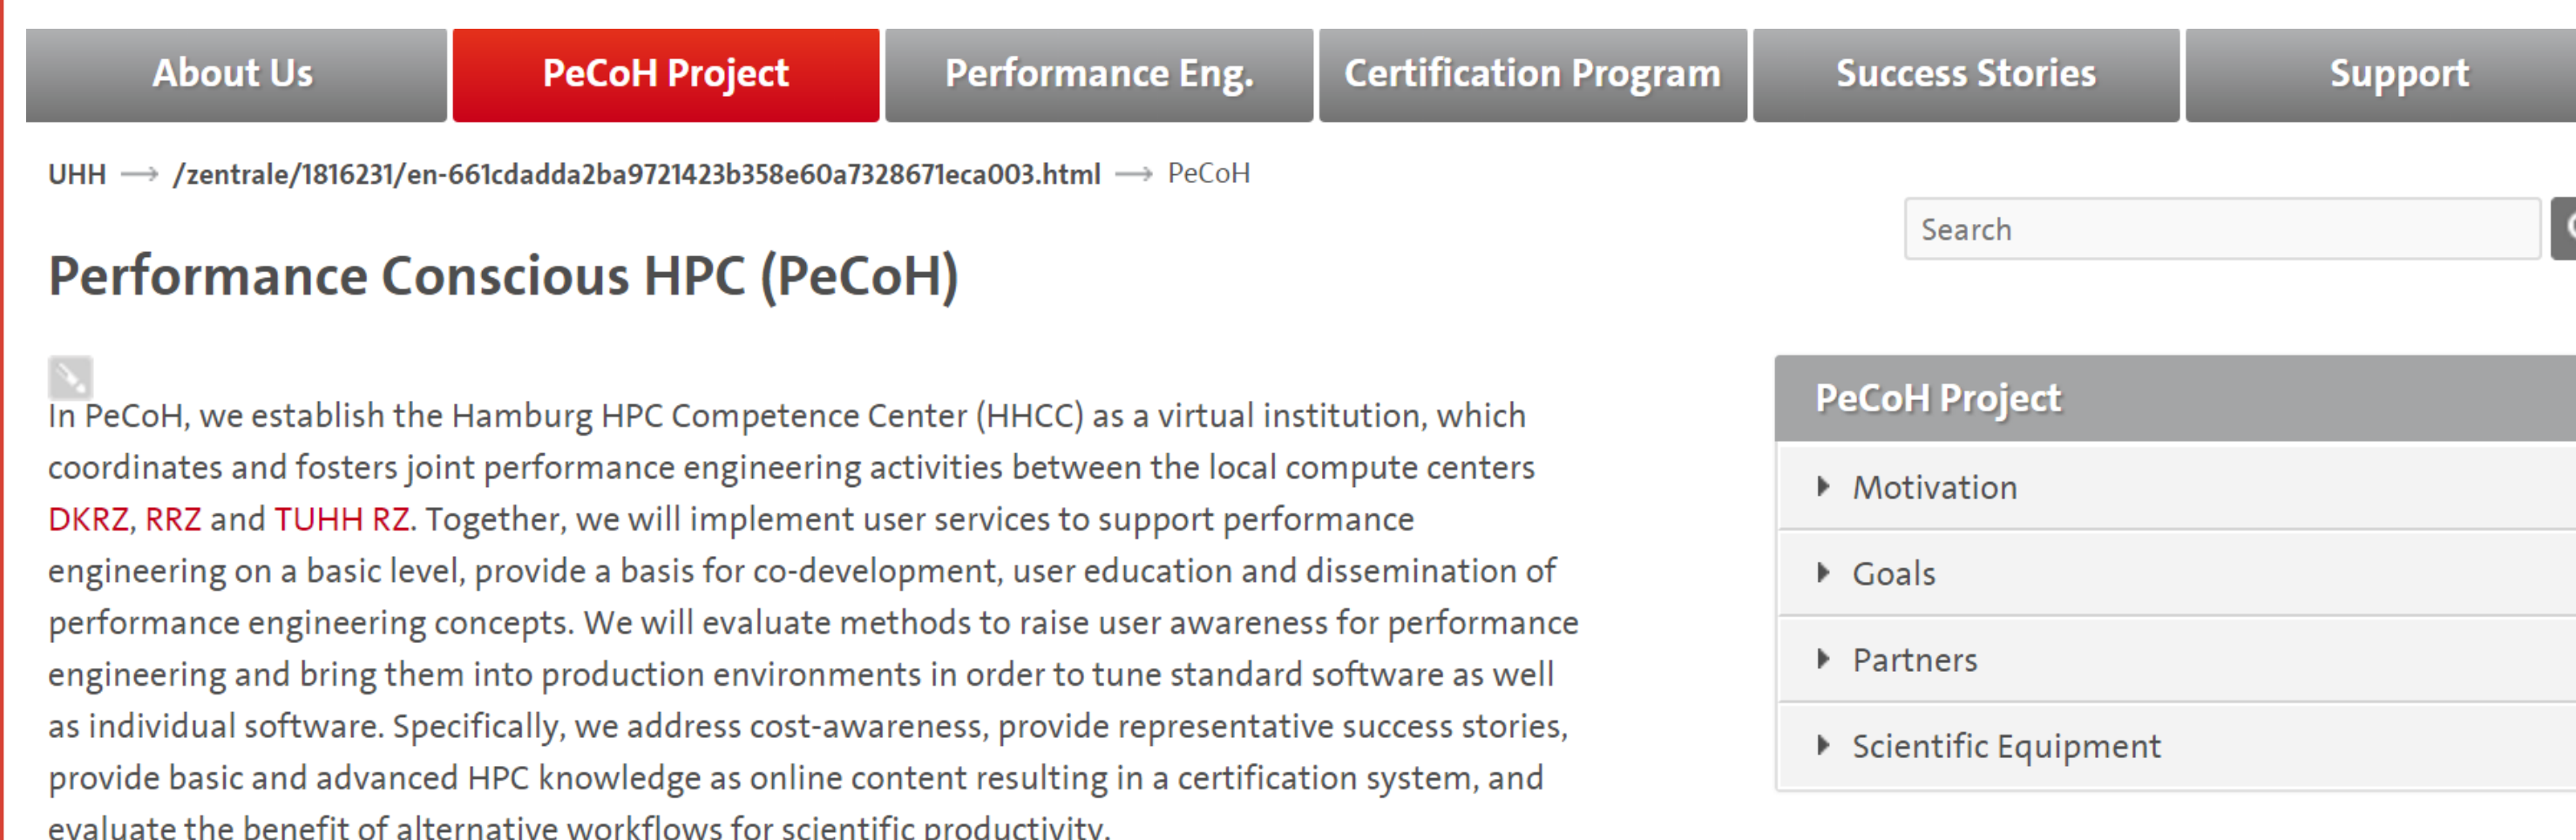 About Us PeCoH Project Performance Eng. Certification Program Success Stories Support
UHH → /zentrale/1816231/en-661cdadda2ba9721423b358e60a7328671eca003.html → PeCoH
Search
Performance Conscious HPC (PeCoH)
In PeCoH, we establish the Hamburg HPC Competence Center (HHCC) as a virtual institution, which
coordinates and fosters joint performance engineering activities between the local compute centers
DKRZ, RRZ and TUHH RZ. Together, we will implement user services to support performance
engineering on a basic level, provide a basis for co-development, user education and dissemination of
performance engineering concepts. We will evaluate methods to raise user awareness for performance
engineering and bring them into production environments in order to tune standard software as well
as individual software. Specifically, we address cost-awareness, provide representative success stories,
provide basic and advanced HPC knowledge as online content resulting in a certification system, and
evaluate the benefit of alternative workflows for scientific productivity.
PeCoH Project
Motivation
Goals
Partners
Scientific Equipment